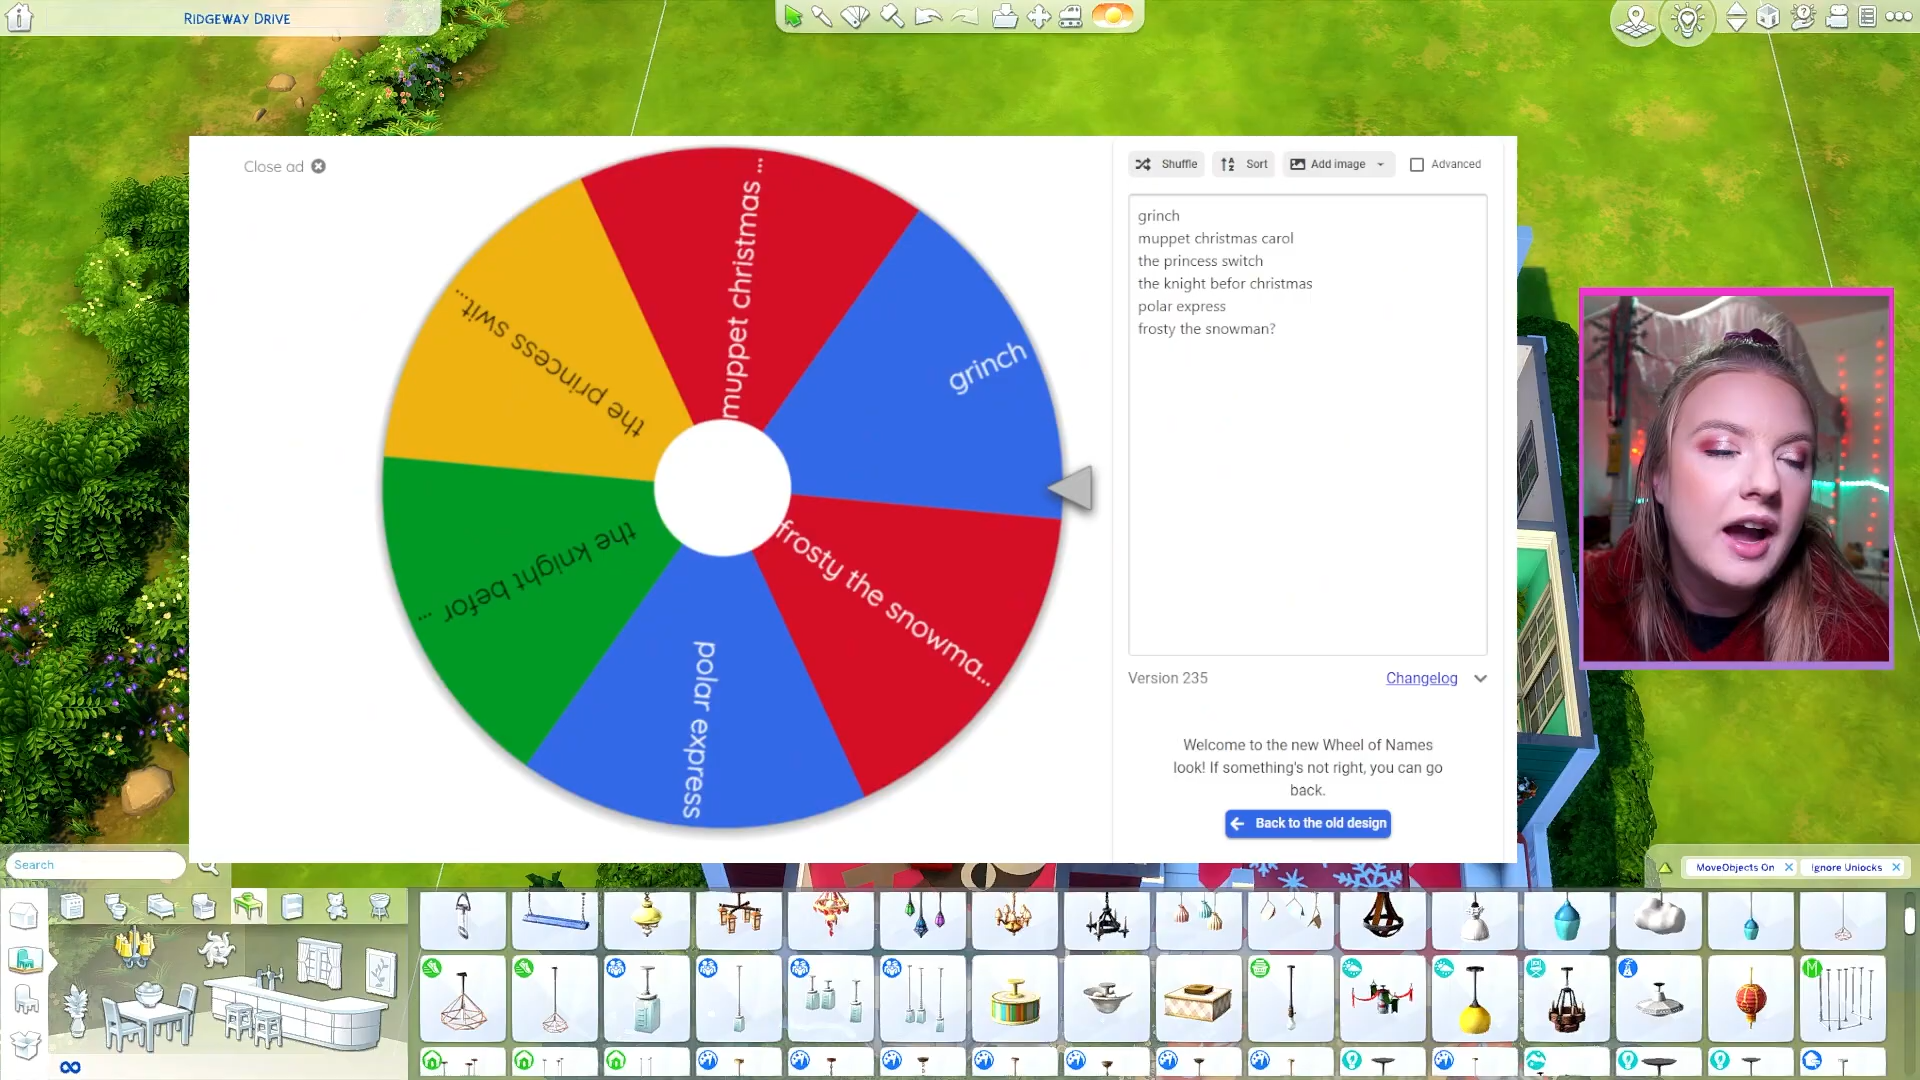 Ridgeway Drive
Close ad
muppet christmas ...
grinch
the princess swit...
the knight befor ...
polar express
frosty the snowma...
Shuffle
Sort
Add image
Advanced
grinch
muppet christmas carol
the princess switch
the knight befor christmas
polar express
frosty the snowman?
Version 235
Changelog
Welcome to the new Wheel of Names
look! If something's not right, you can go
back.
Back to the old design
Search
MoveObjects On
Ignore Unlocks